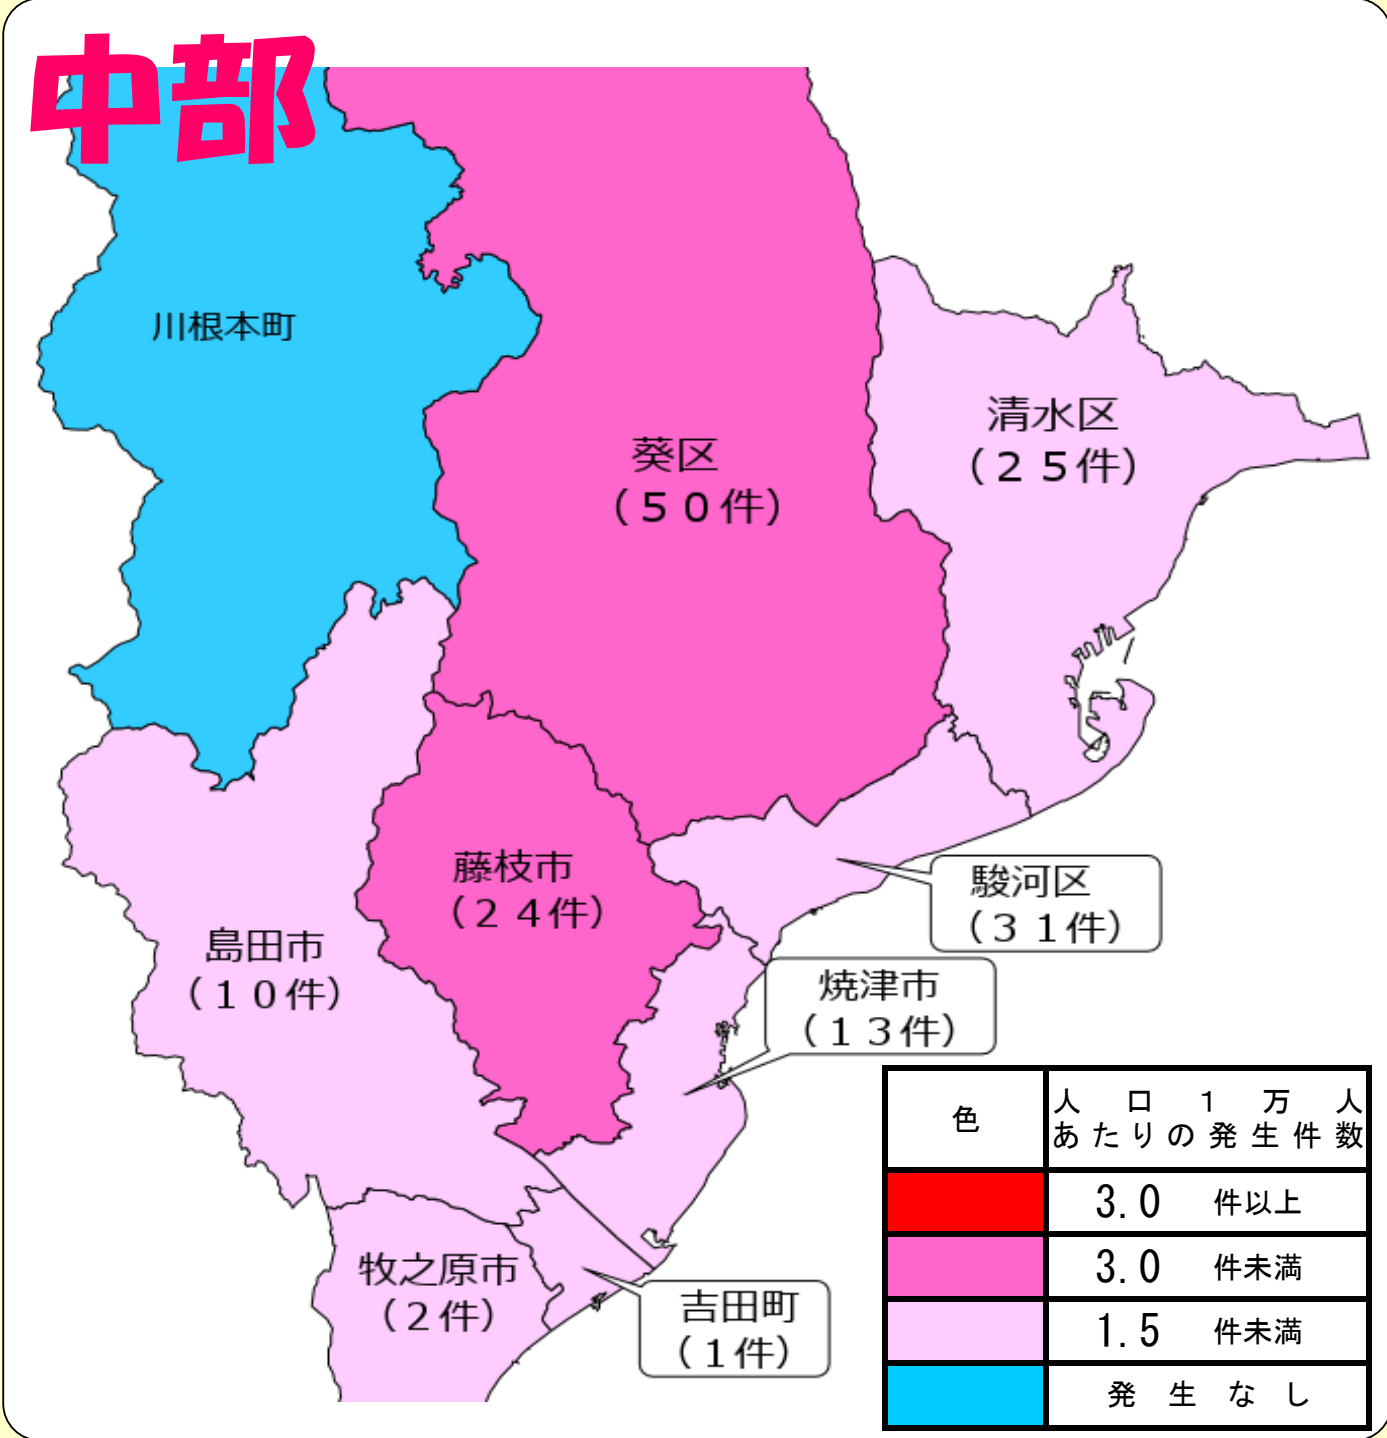 中部
川根本町
葵区
(50件)
清水区
(25件)
藤枝市
(24件)
駿河区
(31件)
島田市
(10件)
焼津市
(13件)
牧之原市
(2件)
吉田町
(1件)
色
人口1万人
あたりの発生件数
3.0 件以上
3.0 件未満
1.5 件未満
発生なし